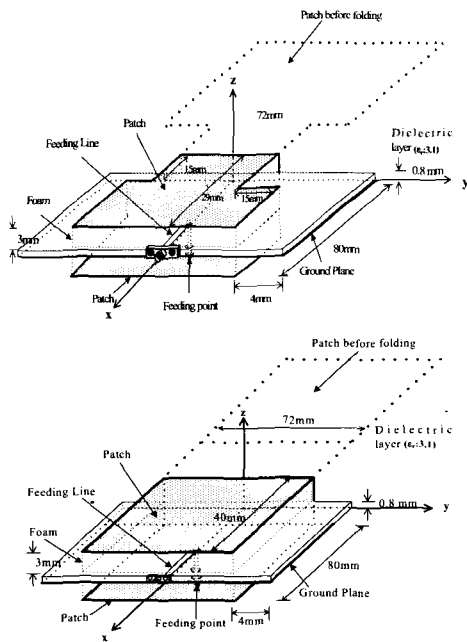 Patch before folding
z
72mm
Patch
Feeding Line
Dielectric
layer (εr:3,1)
15mm
0.8 mm
y
Foam
29mm
15mm
3mm
80mm
Ground Plane
Patch
Feeding point
4mm
x
Patch before folding
z
72mm
Dielectric
layer (εr:3,1)
Patch
Feeding Line
0.8 mm
y
Foam
40mm
3mm
80mm
Ground Plane
Patch
Feeding point
4mm
x